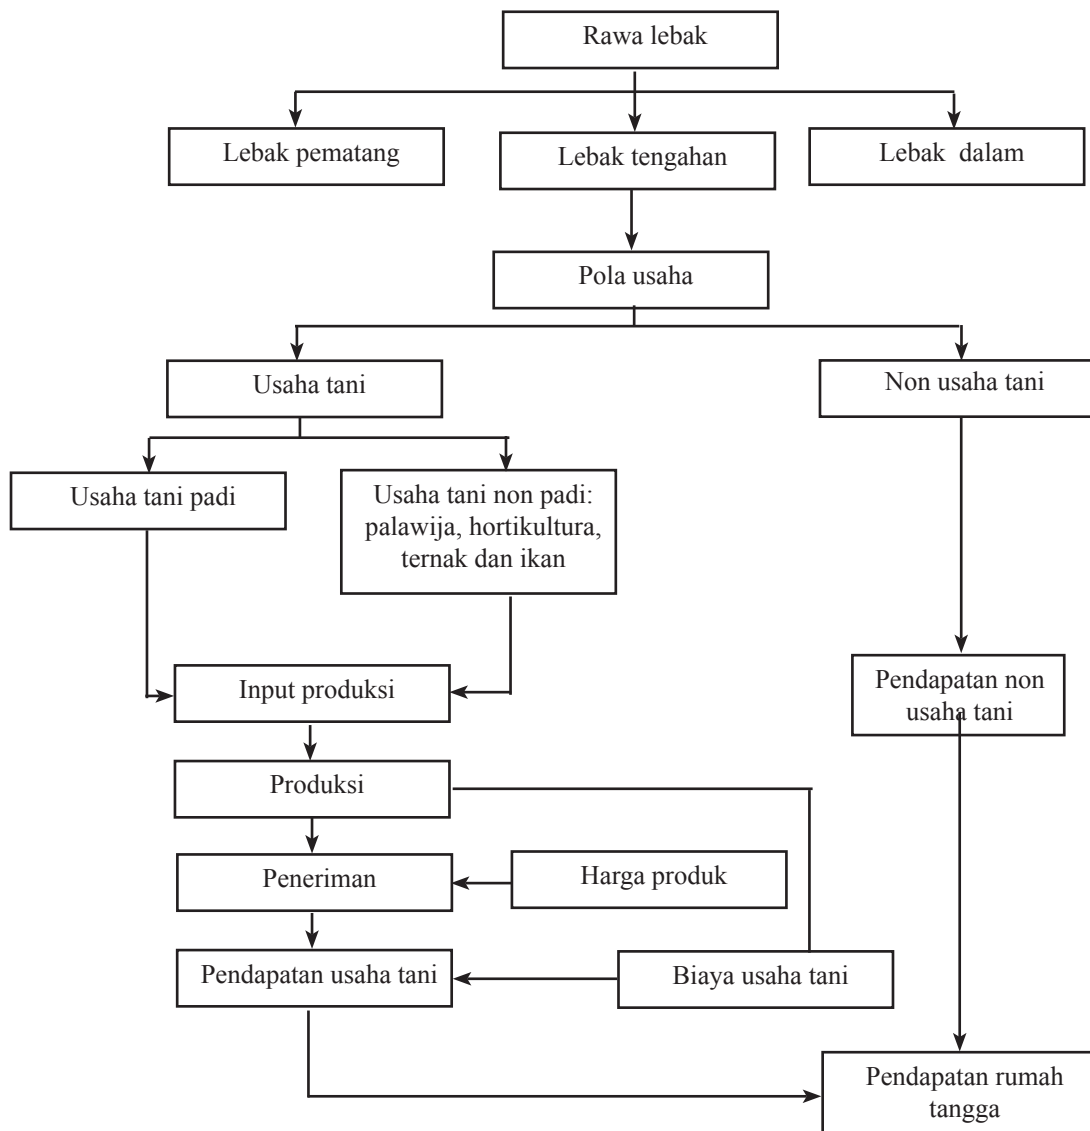 Rawa lebak
Lebak pematang
Lebak tengahan
Lebak dalam
Pola usaha
Usaha tani
Non usaha tani
Usaha tani padi
Usaha tani non padi:
palawija, hortikultura,
ternak dan ikan
Input produksi
Pendapatan non
usaha tani
Produksi
Peneriman
Harga produk
Pendapatan usaha tani
Biaya usaha tani
Pendapatan rumah
tangga